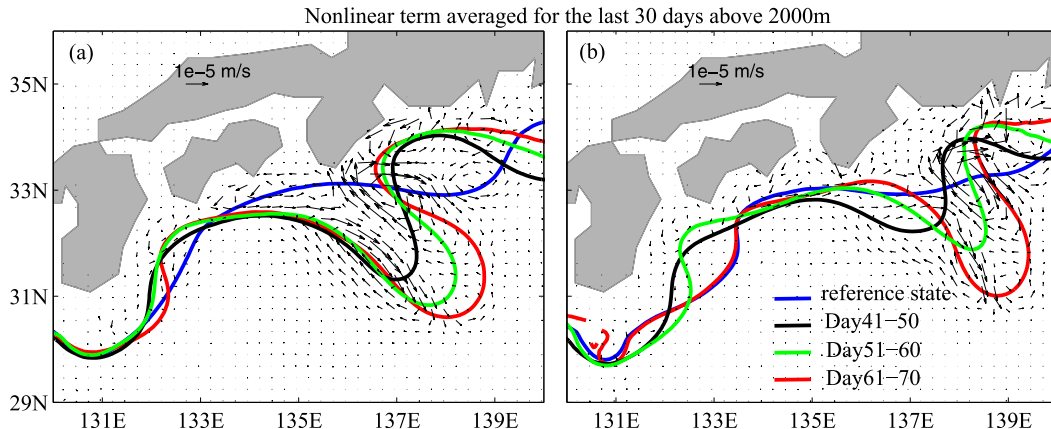 Nonlinear term averaged for the last 30 days above 2000m
(a)
(b)
1e−5 m/s
1e−5 m/s
35N
33N
31N
29N
reference state
Day41−50
Day51−60
Day61−70
131E 133E 135E 137E 139E
131E 133E 135E 137E 139E